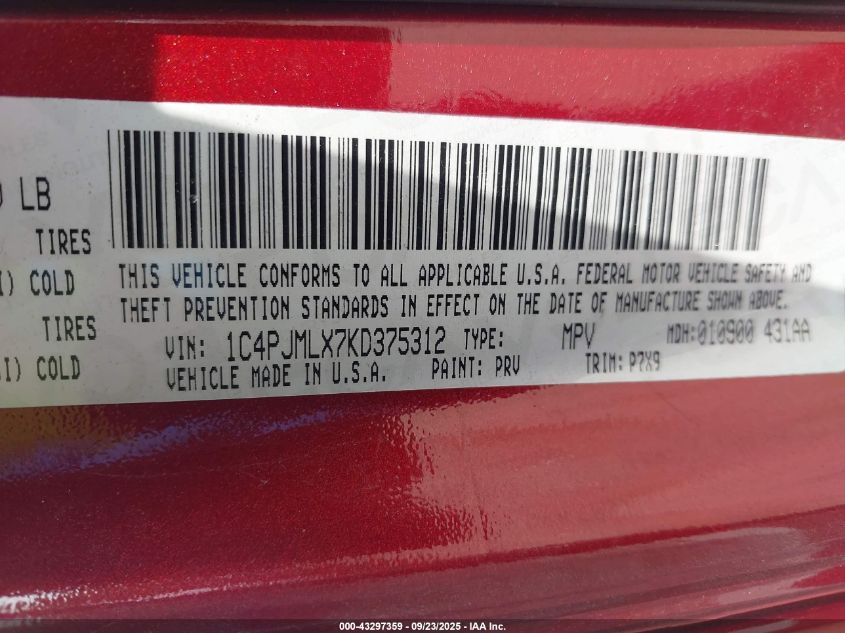 LB
TIRES
COLD
TIRES
COLD
THIS VEHICLE CONFORMS TO ALL APPLICABLE U.S.A. FEDERAL MOTOR VEHICLE SAFETY AND
THEFT PREVENTION STANDARDS IN EFFECT ON THE DATE OF MANUFACTURE SHOWN ABOVE.
VIN: 1C4PJMLX7KD375312 TYPE: MPV MDH:010900 431AA
VEHICLE MADE IN U.S.A. PAINT: PRV TRIM: P7X9
000-43297359 - 09/23/2025 - IAA Inc.